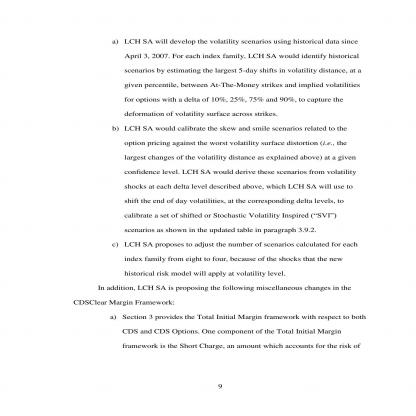 a) LCH SA will develop the volatility scenarios using historical data since
April 3, 2007. For each index family, LCH SA would identify historical
scenarios by estimating the largest 5-day shifts in volatility distance, at a
given percentile, between At-The-Money strikes and implied volatilities
for options with a delta of 10%, 25%, 75% and 90%, to capture the
deformation of volatility surface across strikes.
b) LCH SA would calibrate the skew and smile scenarios related to the
option pricing against the worst volatility surface distortion (i.e., the
largest changes of the volatility distance as explained above) at a given
confidence level. LCH SA would derive these scenarios from volatility
shocks at each delta level described above, which LCH SA will use to
shift the end of day volatilities, at the corresponding delta levels, to
calibrate a set of shifted or Stochastic Volatility Inspired (“SVI”)
scenarios as shown in the updated table in paragraph 3.9.2.
c) LCH SA proposes to adjust the number of scenarios calculated for each
index family from eight to four, because of the shocks that the new
historical risk model will apply at volatility level.
In addition, LCH SA is proposing the following miscellaneous changes in the
CDSClear Margin Framework:
a) Section 3 provides the Total Initial Margin framework with respect to both
CDS and CDS Options. One component of the Total Initial Margin
framework is the Short Charge, an amount which accounts for the risk of
9